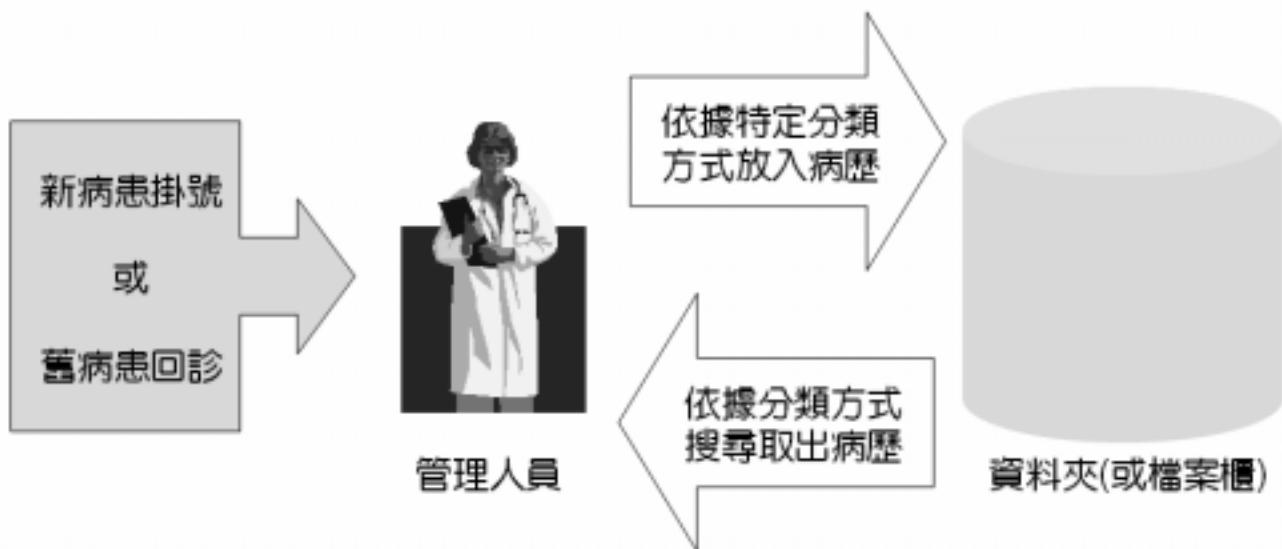 新病患掛號
或
舊病患回診
管理人員
依據特定分類
方式放入病歷
依據分類方式
搜尋取出病歷
資料夾(或檔案櫃)